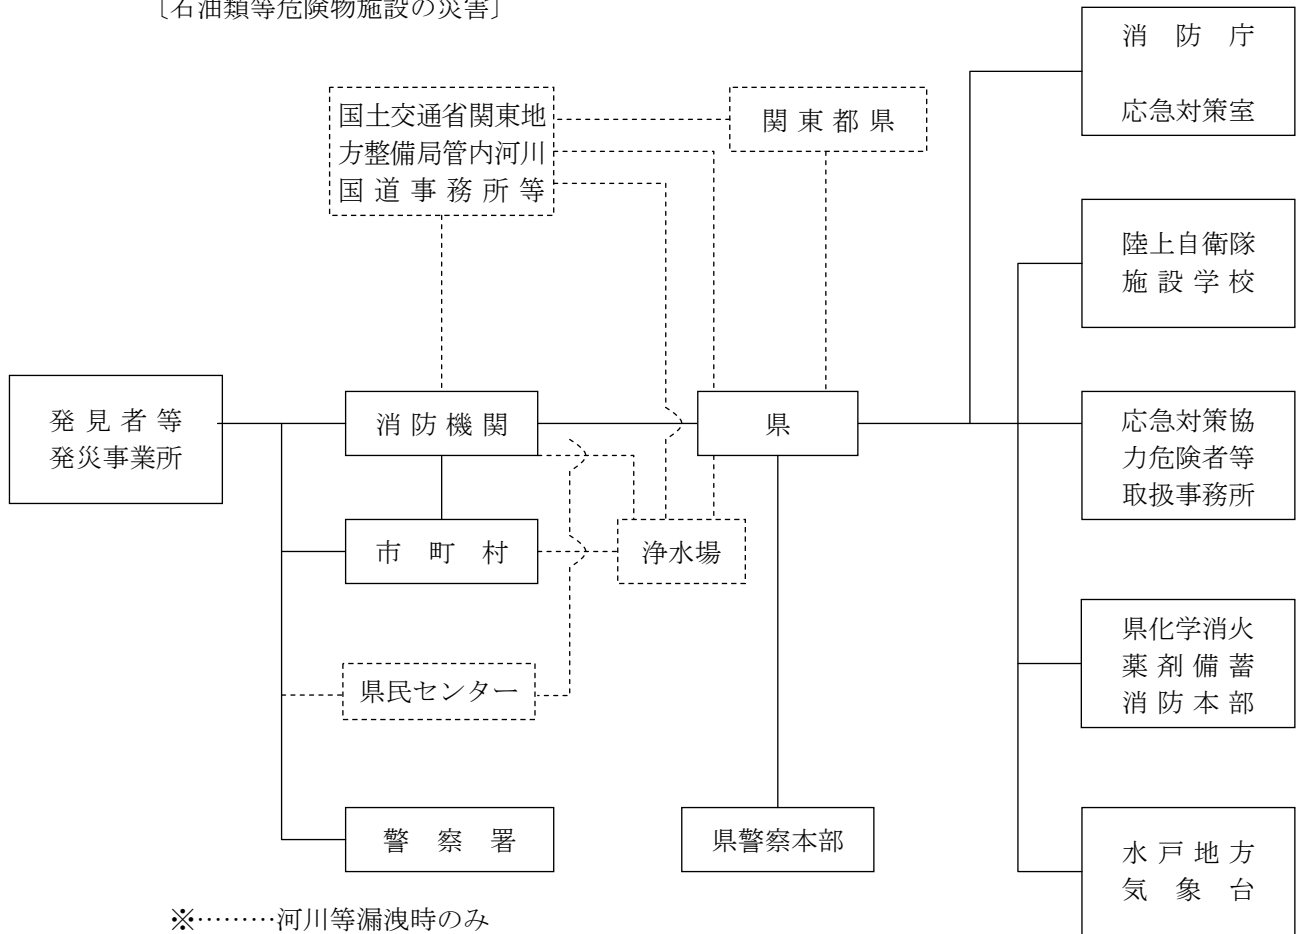 〔石油類等危険物施設の災害〕
消防庁
応急対策室
国土交通省関東地
方整備局管内河川
国道事務所等
関東都県
陸上自衛隊
施設学校
発見者等
発災事業所
消防機関
県
応急対策協
力危険者等
取扱事務所
市町村
浄水場
県民センター
県化学消火
薬剤備蓄
消防本部
警察署
県警察本部
水戸地方
気象台
※………河川等漏洩時のみ